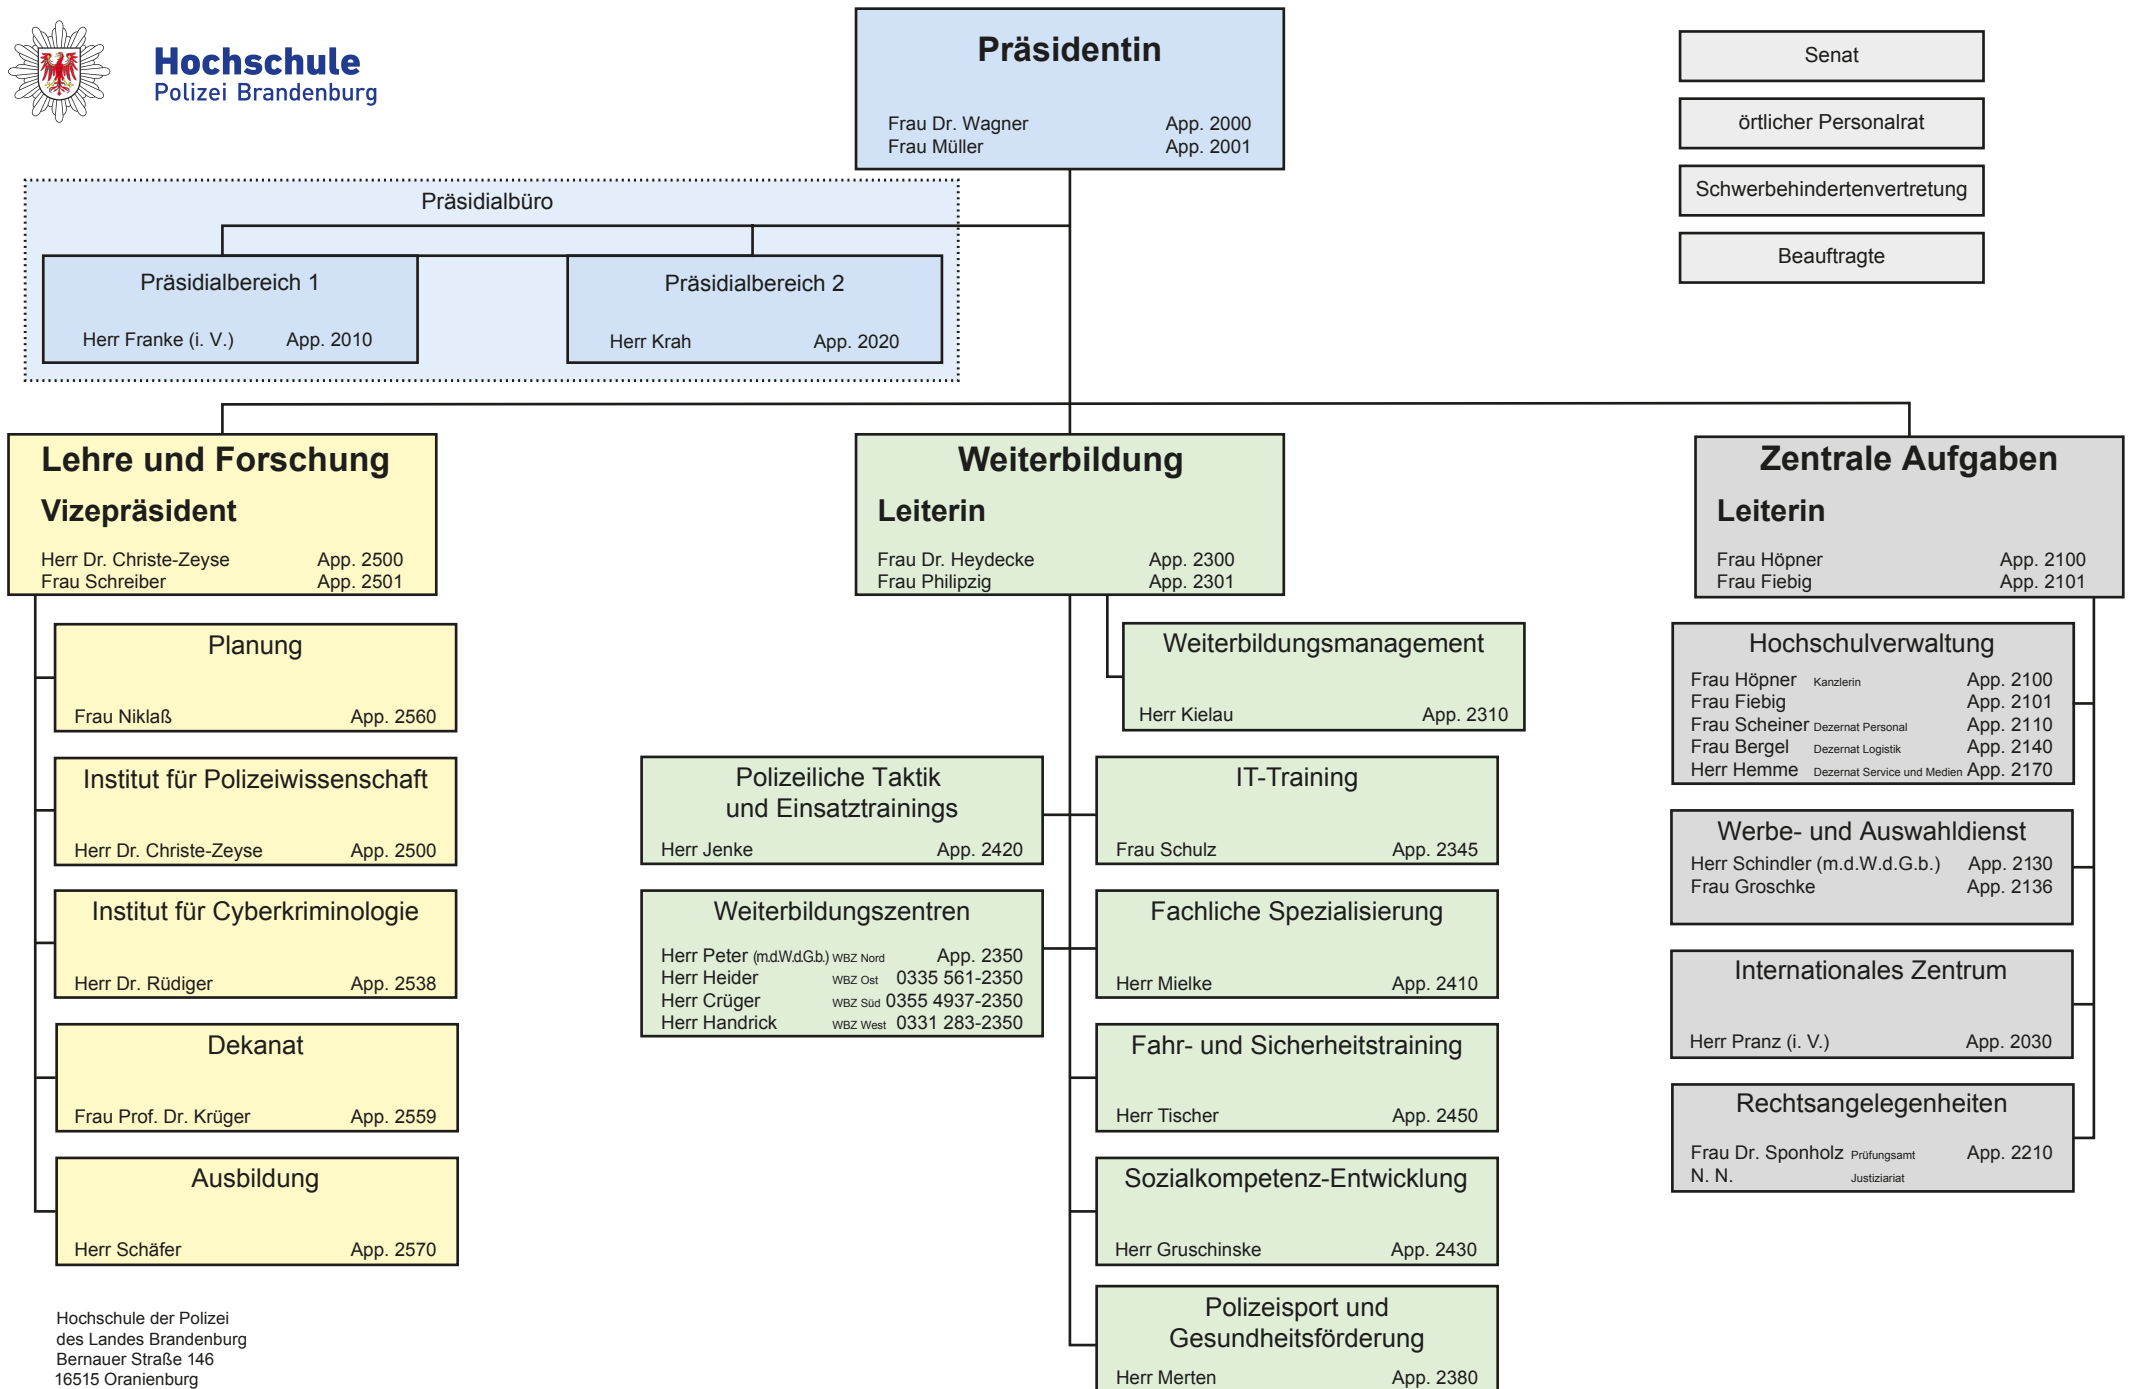 Hochschule
Polizei Brandenburg
Präsidentin
Frau Dr. Wagner App. 2000
Frau Müller App. 2001
Senat
örtlicher Personalrat
Schwerbehindertenvertretung
Beauftragte
Präsidialbüro
Präsidialbereich 1
Herr Franke (i. V.) App. 2010
Präsidialbereich 2
Herr Krah App. 2020
Lehre und Forschung
Vizepräsident
Herr Dr. Christe-Zeyse App. 2500
Frau Schreiber App. 2501
Planung
Frau Niklaß App. 2560
Institut für Polizeiwissenschaft
Herr Dr. Christe-Zeyse App. 2500
Institut für Cyberkriminologie
Herr Dr. Rüdiger App. 2538
Dekanat
Frau Prof. Dr. Krüger App. 2559
Ausbildung
Herr Schäfer App. 2570
Weiterbildung
Leiterin
Frau Dr. Heydecke App. 2300
Frau Philipzig App. 2301
Weiterbildungsmanagement
Herr Kielau App. 2310
Polizeiliche Taktik
und Einsatztrainings
Herr Jenke App. 2420
IT-Training
Frau Schulz App. 2345
Weiterbildungszentren
Herr Peter (m.d.W.d.G.b.) WBZ Nord App. 2350
Herr Heider WBZ Ost 0335 561-2350
Herr Crüger WBZ Süd 0355 4937-2350
Herr Handrick WBZ West 0331 283-2350
Fachliche Spezialisierung
Herr Mielke App. 2410
Fahr- und Sicherheitstraining
Herr Tischer App. 2450
Sozialkompetenz-Entwicklung
Herr Gruschinske App. 2430
Polizeisport und
Gesundheitsförderung
Herr Merten App. 2380
Zentrale Aufgaben
Leiterin
Frau Höpner App. 2100
Frau Fiebig App. 2101
Hochschulverwaltung
Frau Höpner Kanzlerin App. 2100
Frau Fiebig App. 2101
Frau Scheiner Dezernat Personal App. 2110
Frau Bergel Dezernat Logistik App. 2140
Herr Hemme Dezernat Service und Medien App. 2170
Werbe- und Auswahldienst
Herr Schindler (m.d.W.d.G.b.) App. 2130
Frau Groschke App. 2136
Internationales Zentrum
Herr Pranz (i. V.) App. 2030
Rechtsangelegenheiten
Frau Dr. Sponholz Prüfungsamt App. 2210
N. N. Justiziariat
Hochschule der Polizei
des Landes Brandenburg
Bernauer Straße 146
16515 Oranienburg